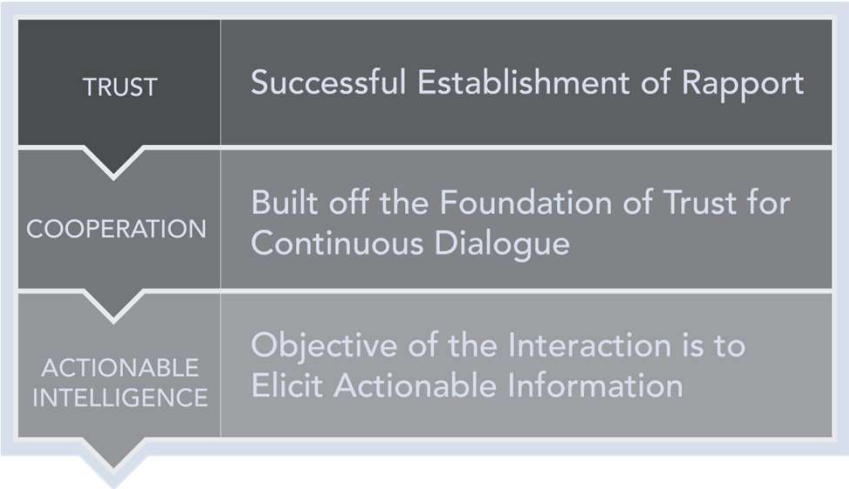 TRUST
Successful Establishment of Rapport
COOPERATION
Built off the Foundation of Trust for
Continuous Dialogue
ACTIONABLE
INTELLIGENCE
Objective of the Interaction is to
Elicit Actionable Information